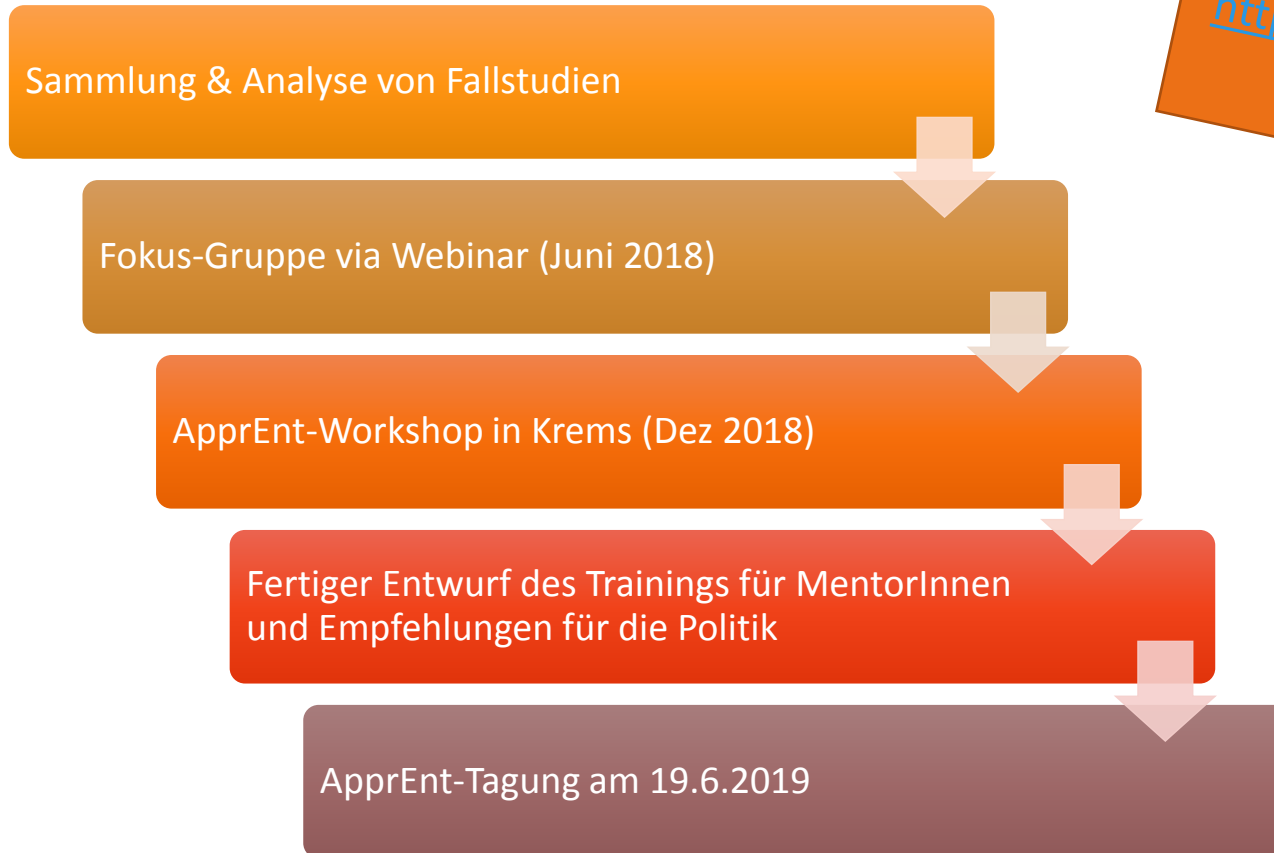 Sammlung & Analyse von Fallstudien
Fokus-Gruppe via Webinar (Juni 2018)
ApprEnt-Workshop in Krems (Dez 2018)
Fertiger Entwurf des Trainings für MentorInnen
und Empfehlungen für die Politik
ApprEnt-Tagung am 19.6.2019